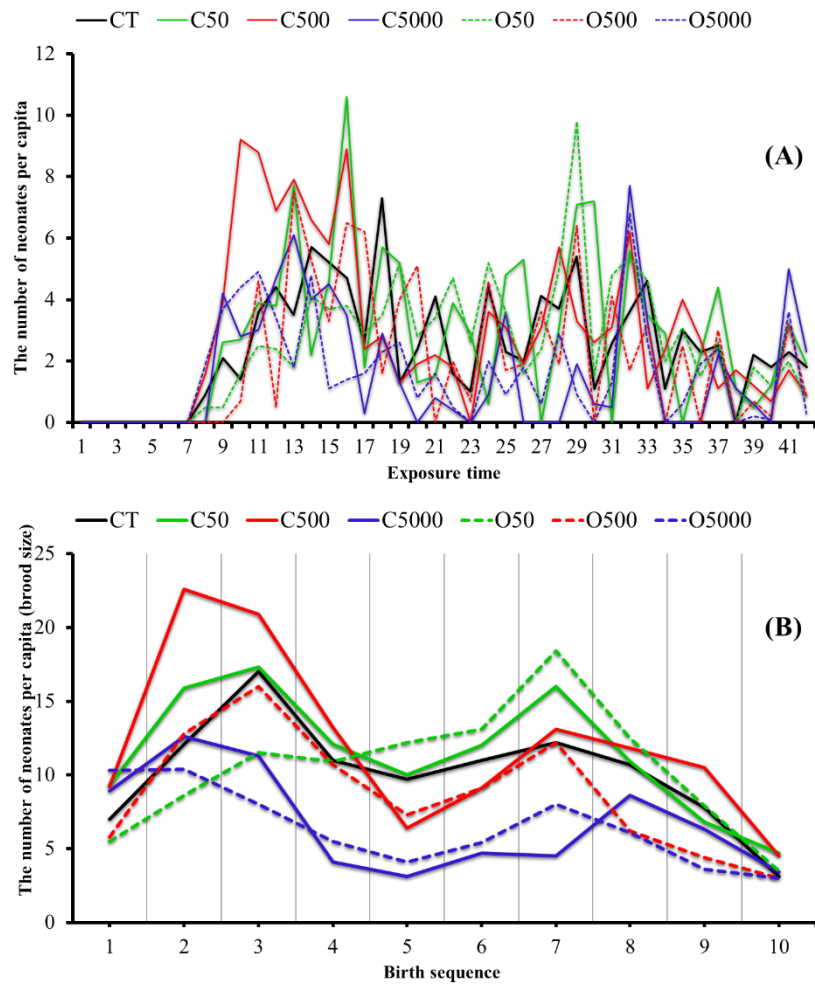 CT C50 C500 C5000 O50 O500 O5000
The number of neonates per capita
12
10
8
6
4
2
0
(A)
1 3 5 7 9 11 13 15 17 19 21 23 25 27 29 31 33 35 37 39 41
Exposure time
CT C50 C500 C5000 O50 O500 O5000
The number of neonates per capita (brood size)
25
20
15
10
5
0
(B)
1 2 3 4 5 6 7 8 9 10
Birth sequence